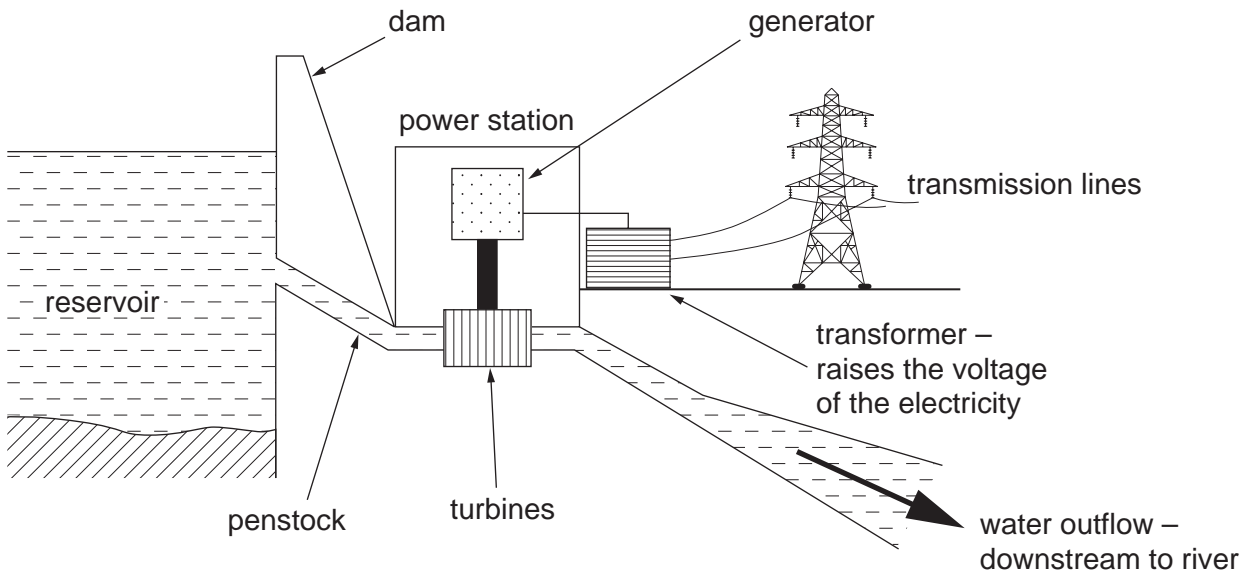 dam
generator
power station
transmission lines
reservoir
transformer –
raises the voltage
of the electricity
penstock
turbines
water outflow –
downstream to river